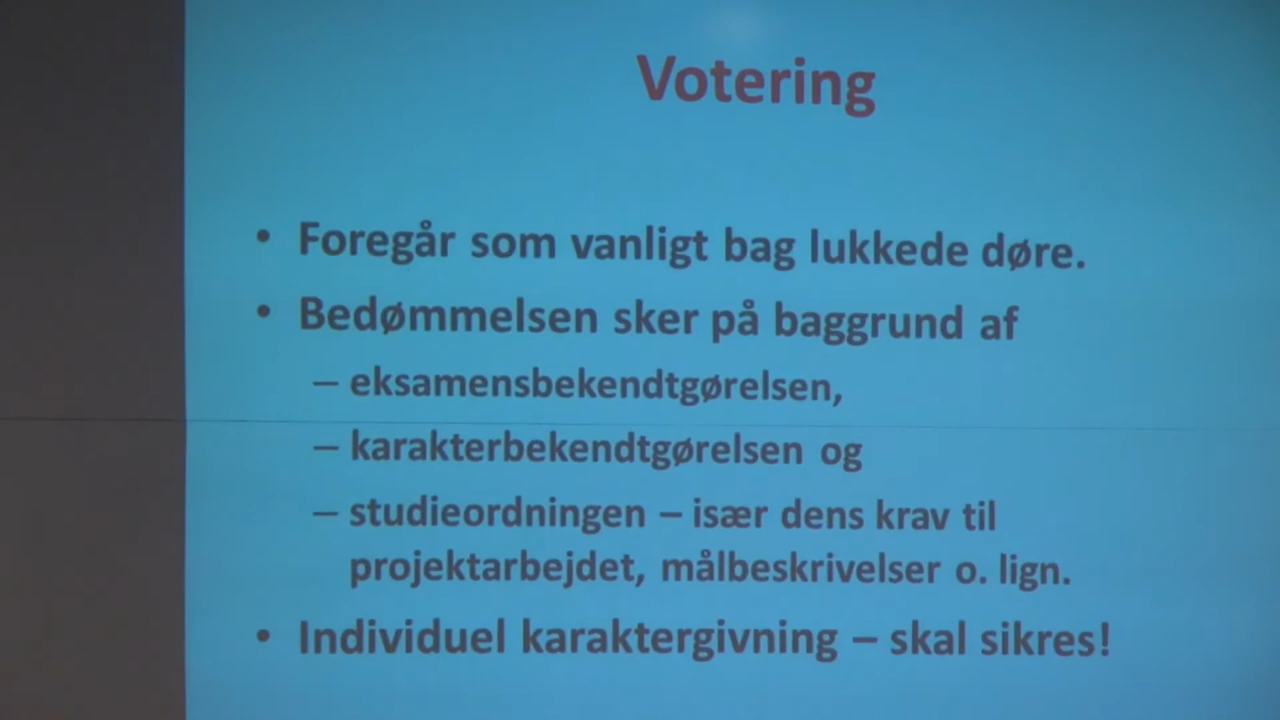 Votering
• Foregår som vanligt bag lukkede døre.
• Bedømmelsen sker på baggrund af
– eksamensbekendtgørelsen,
– karakterbekendtgørelsen og
– studieordningen – især dens krav til
projektarbejdet, målbeskrivelser o. lign.
• Individuel karaktergivning – skal sikres!